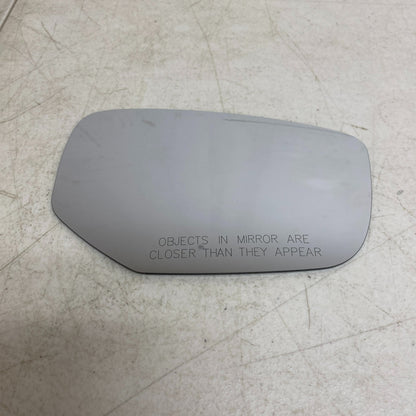 OBJECTS IN MIRROR ARE
CLOSER THAN THEY APPEAR